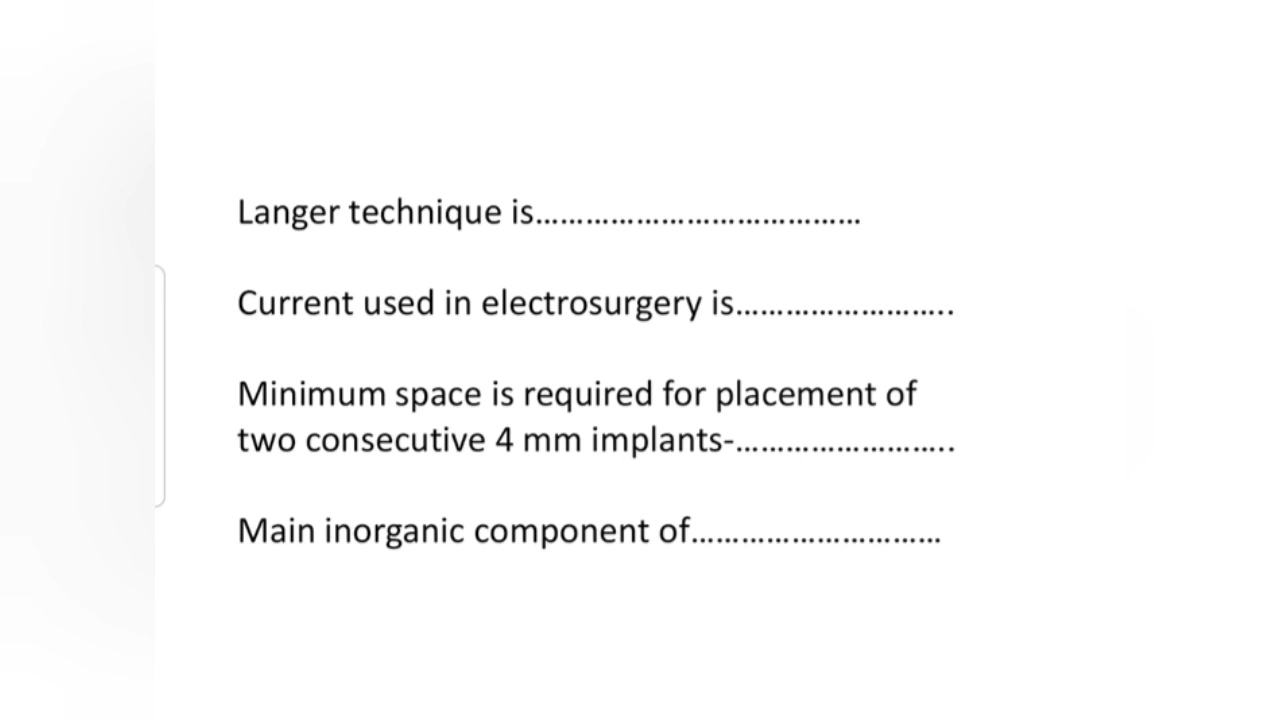 Langer technique is……………………………….
Current used in electrosurgery is……………………..
Minimum space is required for placement of
two consecutive 4 mm implants-……………………..
Main inorganic component of………………………..